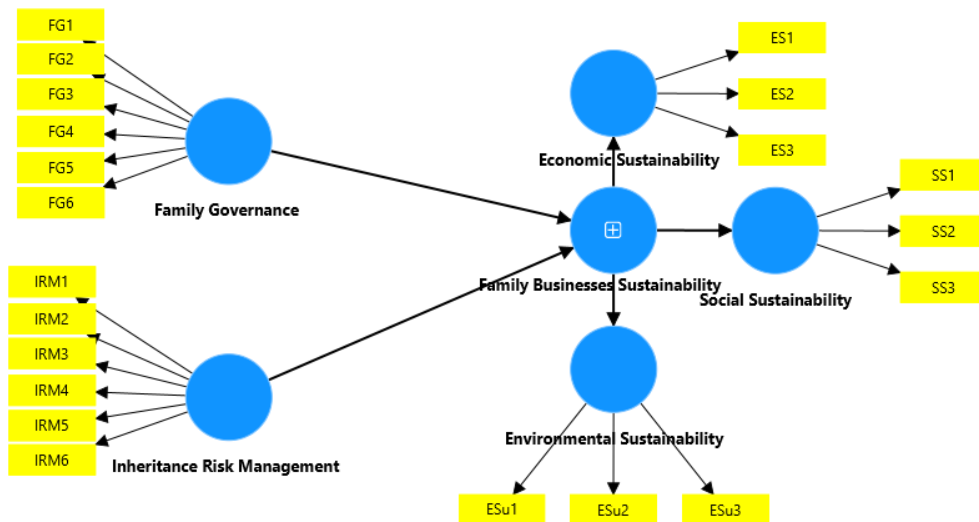 FG1
FG2
FG3
FG4
FG5
FG6
Family Governance
IRM1
IRM2
IRM3
IRM4
IRM5
IRM6
Inheritance Risk Management
ES1
ES2
ES3
Economic Sustainability
Family Businesses Sustainability
SS1
SS2
SS3
Social Sustainability
Environmental Sustainability
ESu1
ESu2
ESu3